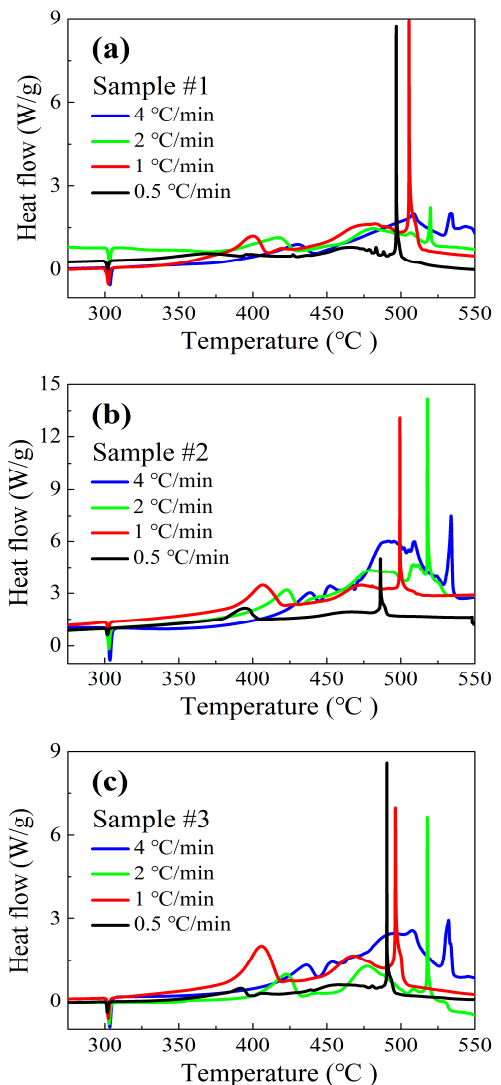 (a)
Sample #1
4 ℃/min
2 ℃/min
1 ℃/min
0.5 ℃/min
Heat flow (W/g)
9
6
3
0
300 350 400 450 500 550
Temperature (℃ )
(b)
Sample #2
4 ℃/min
2 ℃/min
1 ℃/min
0.5 ℃/min
Heat flow (W/g)
15
12
9
6
3
0
300 350 400 450 500 550
Temperature (℃ )
(c)
Sample #3
4 ℃/min
2 ℃/min
1 ℃/min
0.5 ℃/min
Heat flow (W/g)
9
6
3
0
300 350 400 450 500 550
Temperature (℃ )